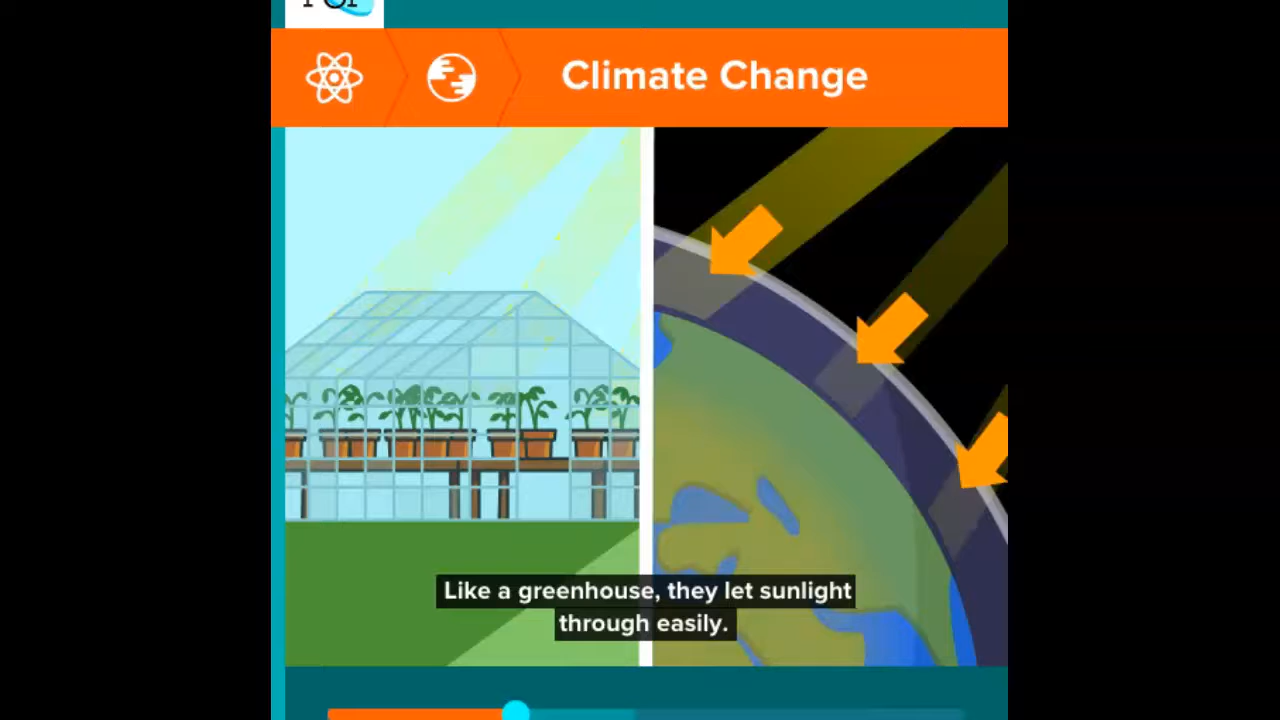 Climate Change
Like a greenhouse, they let sunlight
through easily.